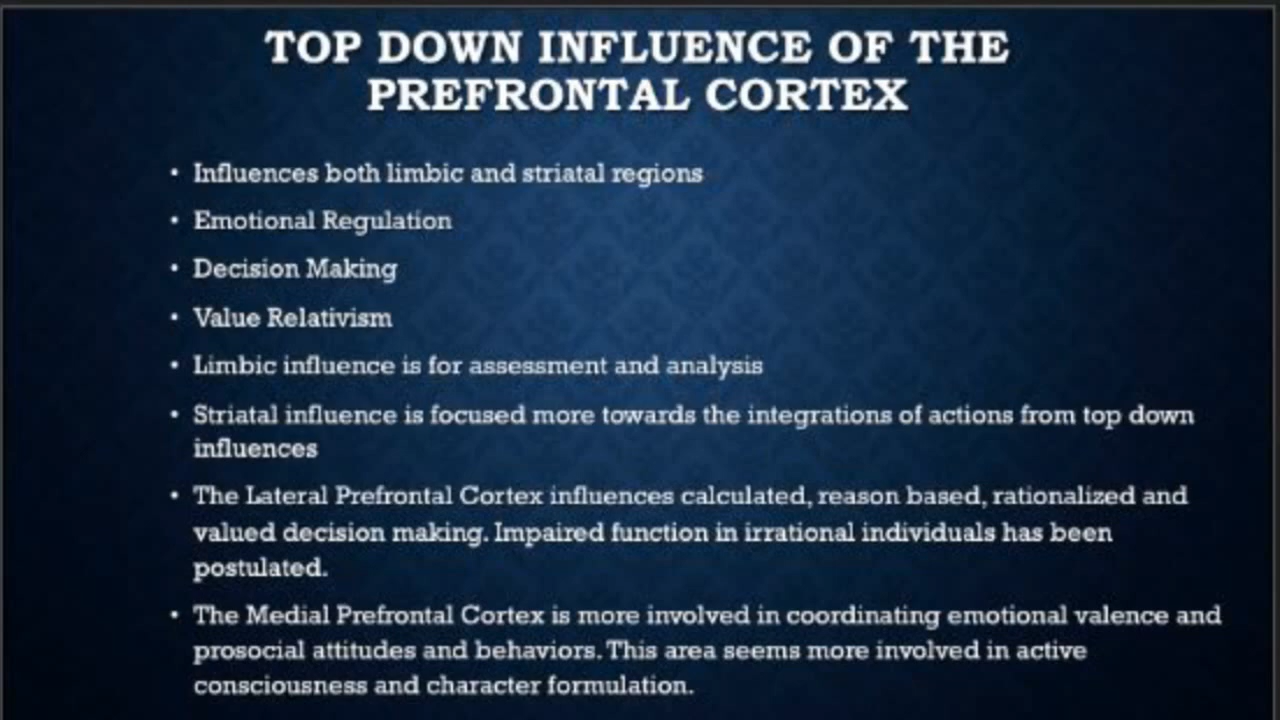 TOP DOWN INFLUENCE OF THE
PREFRONTAL CORTEX
• Influences both limbic and striatal regions
• Emotional Regulation
• Decision Making
• Value Relativism
• Limbic influence is for assessment and analysis
• Striatal influence is focused more towards the integrations of actions from top down
influences
• The Lateral Prefrontal Cortex influences calculated, reason based, rationalized and
valued decision making. Impaired function in irrational individuals has been
postulated.
• The Medial Prefrontal Cortex is more involved in coordinating emotional valence and
prosocial attitudes and behaviors. This area seems more involved in active
consciousness and character formulation.